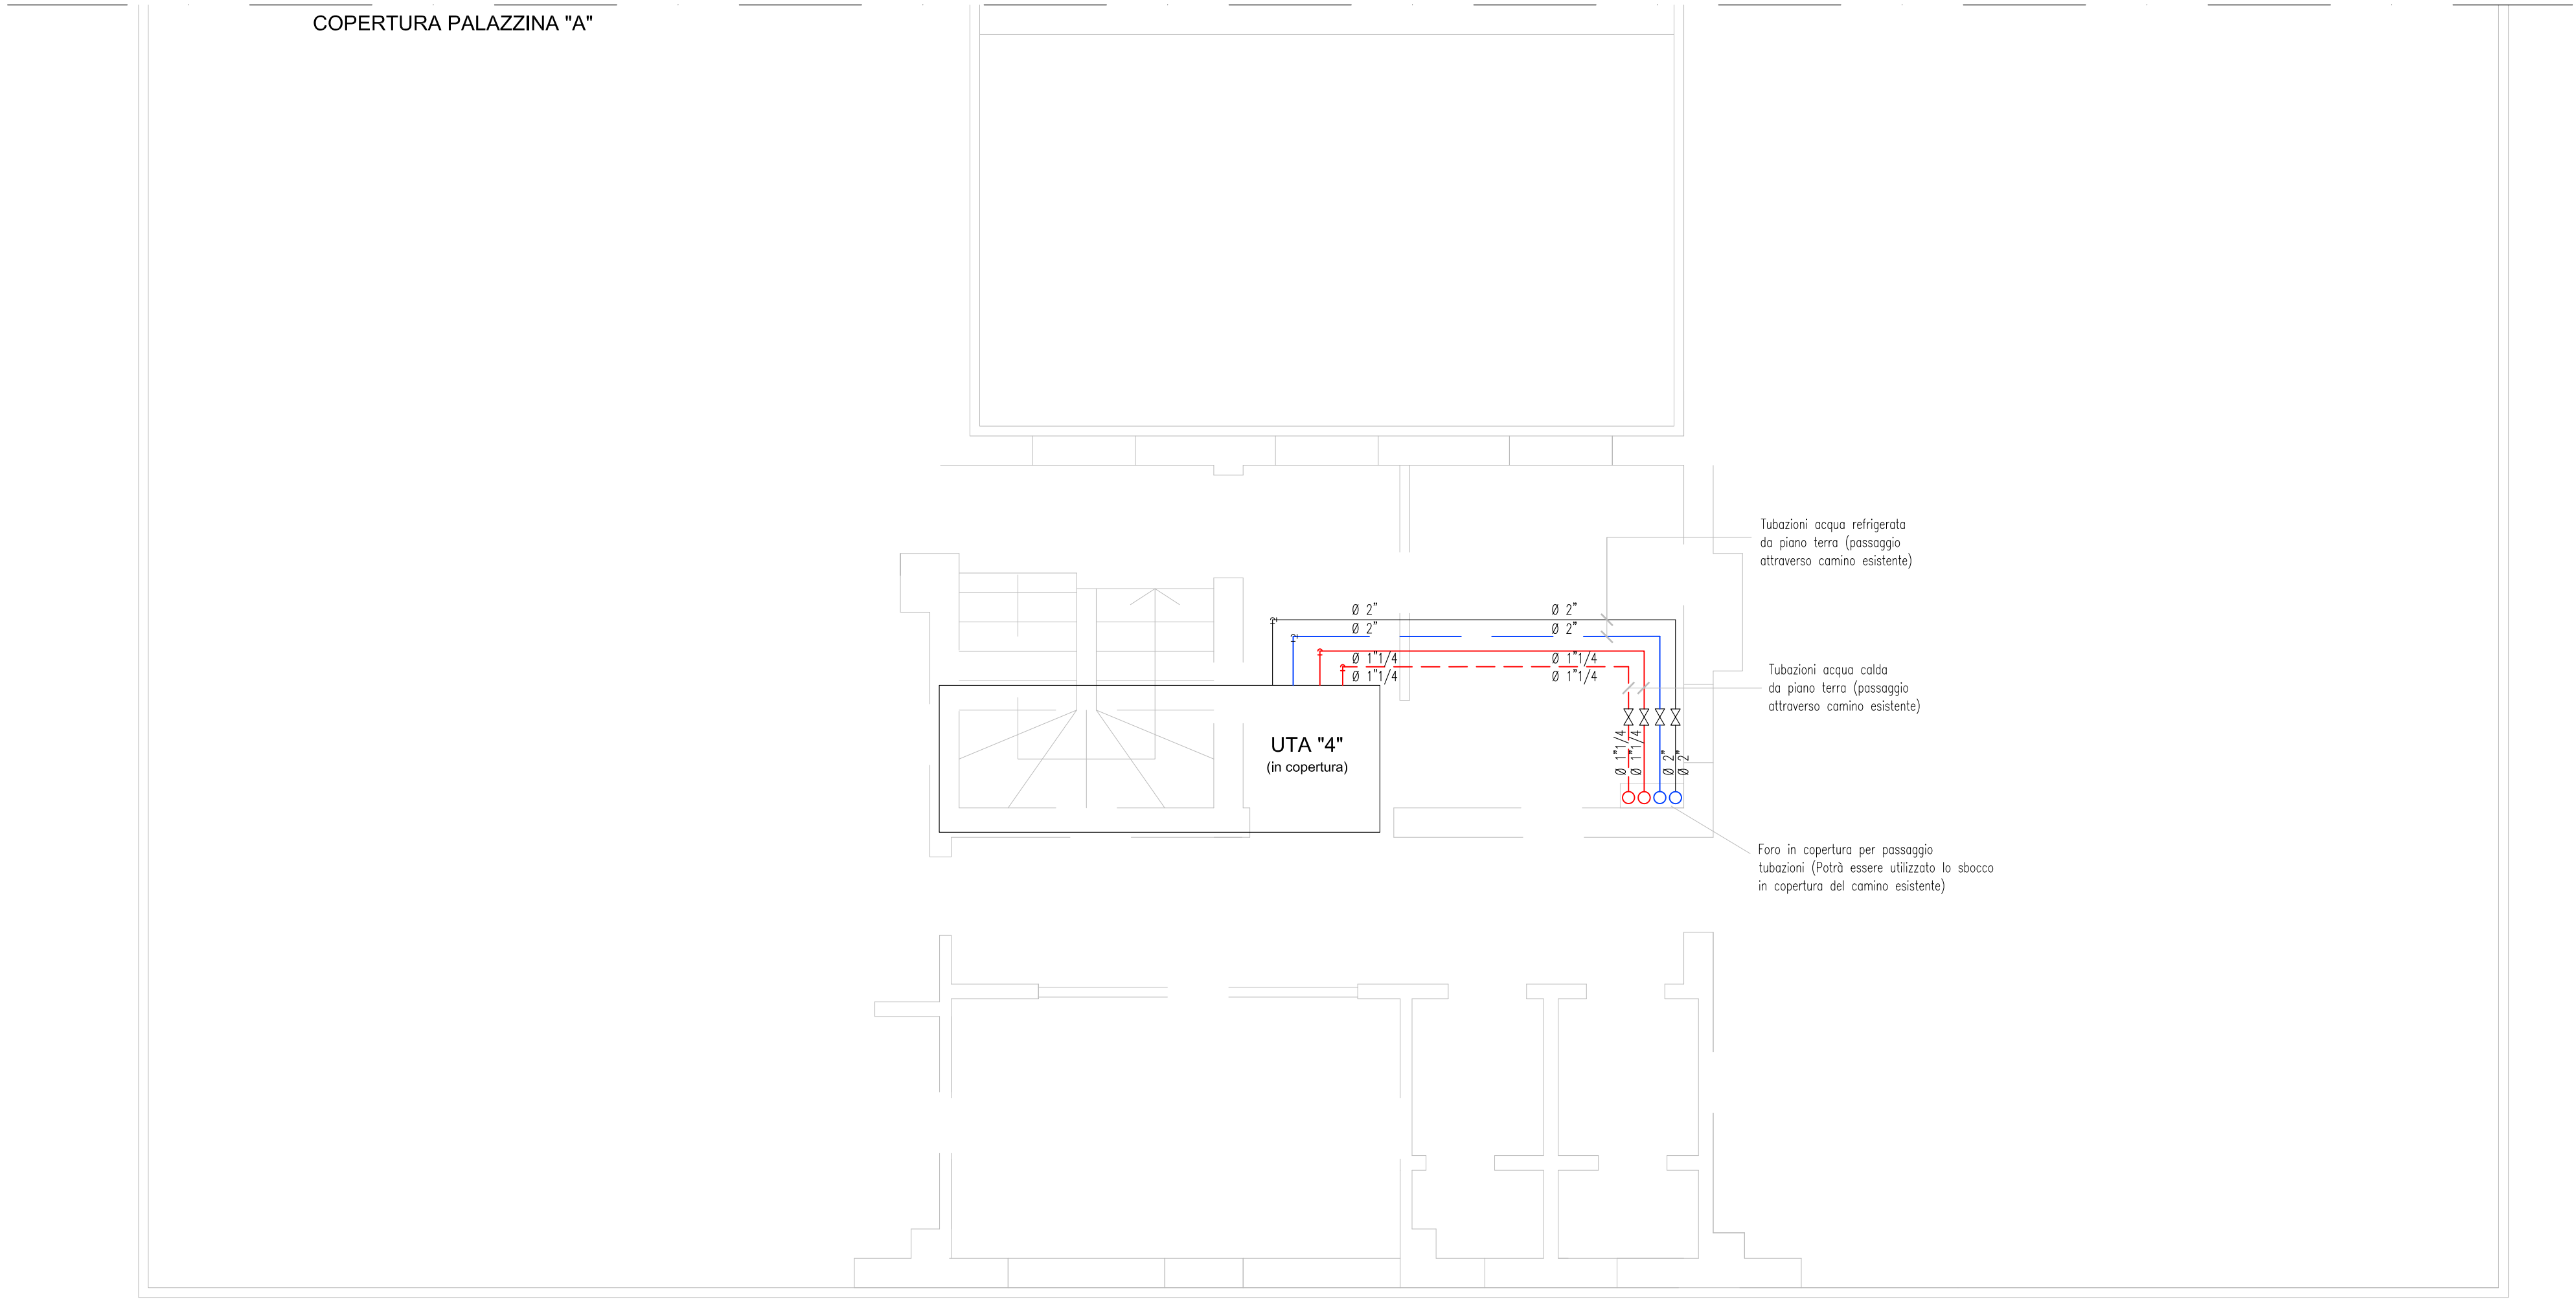 COPERTURA PALAZZINA "A"
Tubazioni acqua refrigerata
da piano terra (passaggio
attraverso camino esistente)
Ø 2"
Ø 2"
Ø 2"
Ø 2"
Ø 1"1/4
Ø 1"1/4
Ø 1"1/4
Ø 1"1/4
Tubazioni acqua calda
da piano terra (passaggio
attraverso camino esistente)
UTA "4"
(in copertura)
Ø 1"1/4
Ø 1"1/4
Ø 2"
Ø 2"
Foro in copertura per passaggio
tubazioni (Potrà essere utilizzato lo sbocco
in copertura del camino esistente)